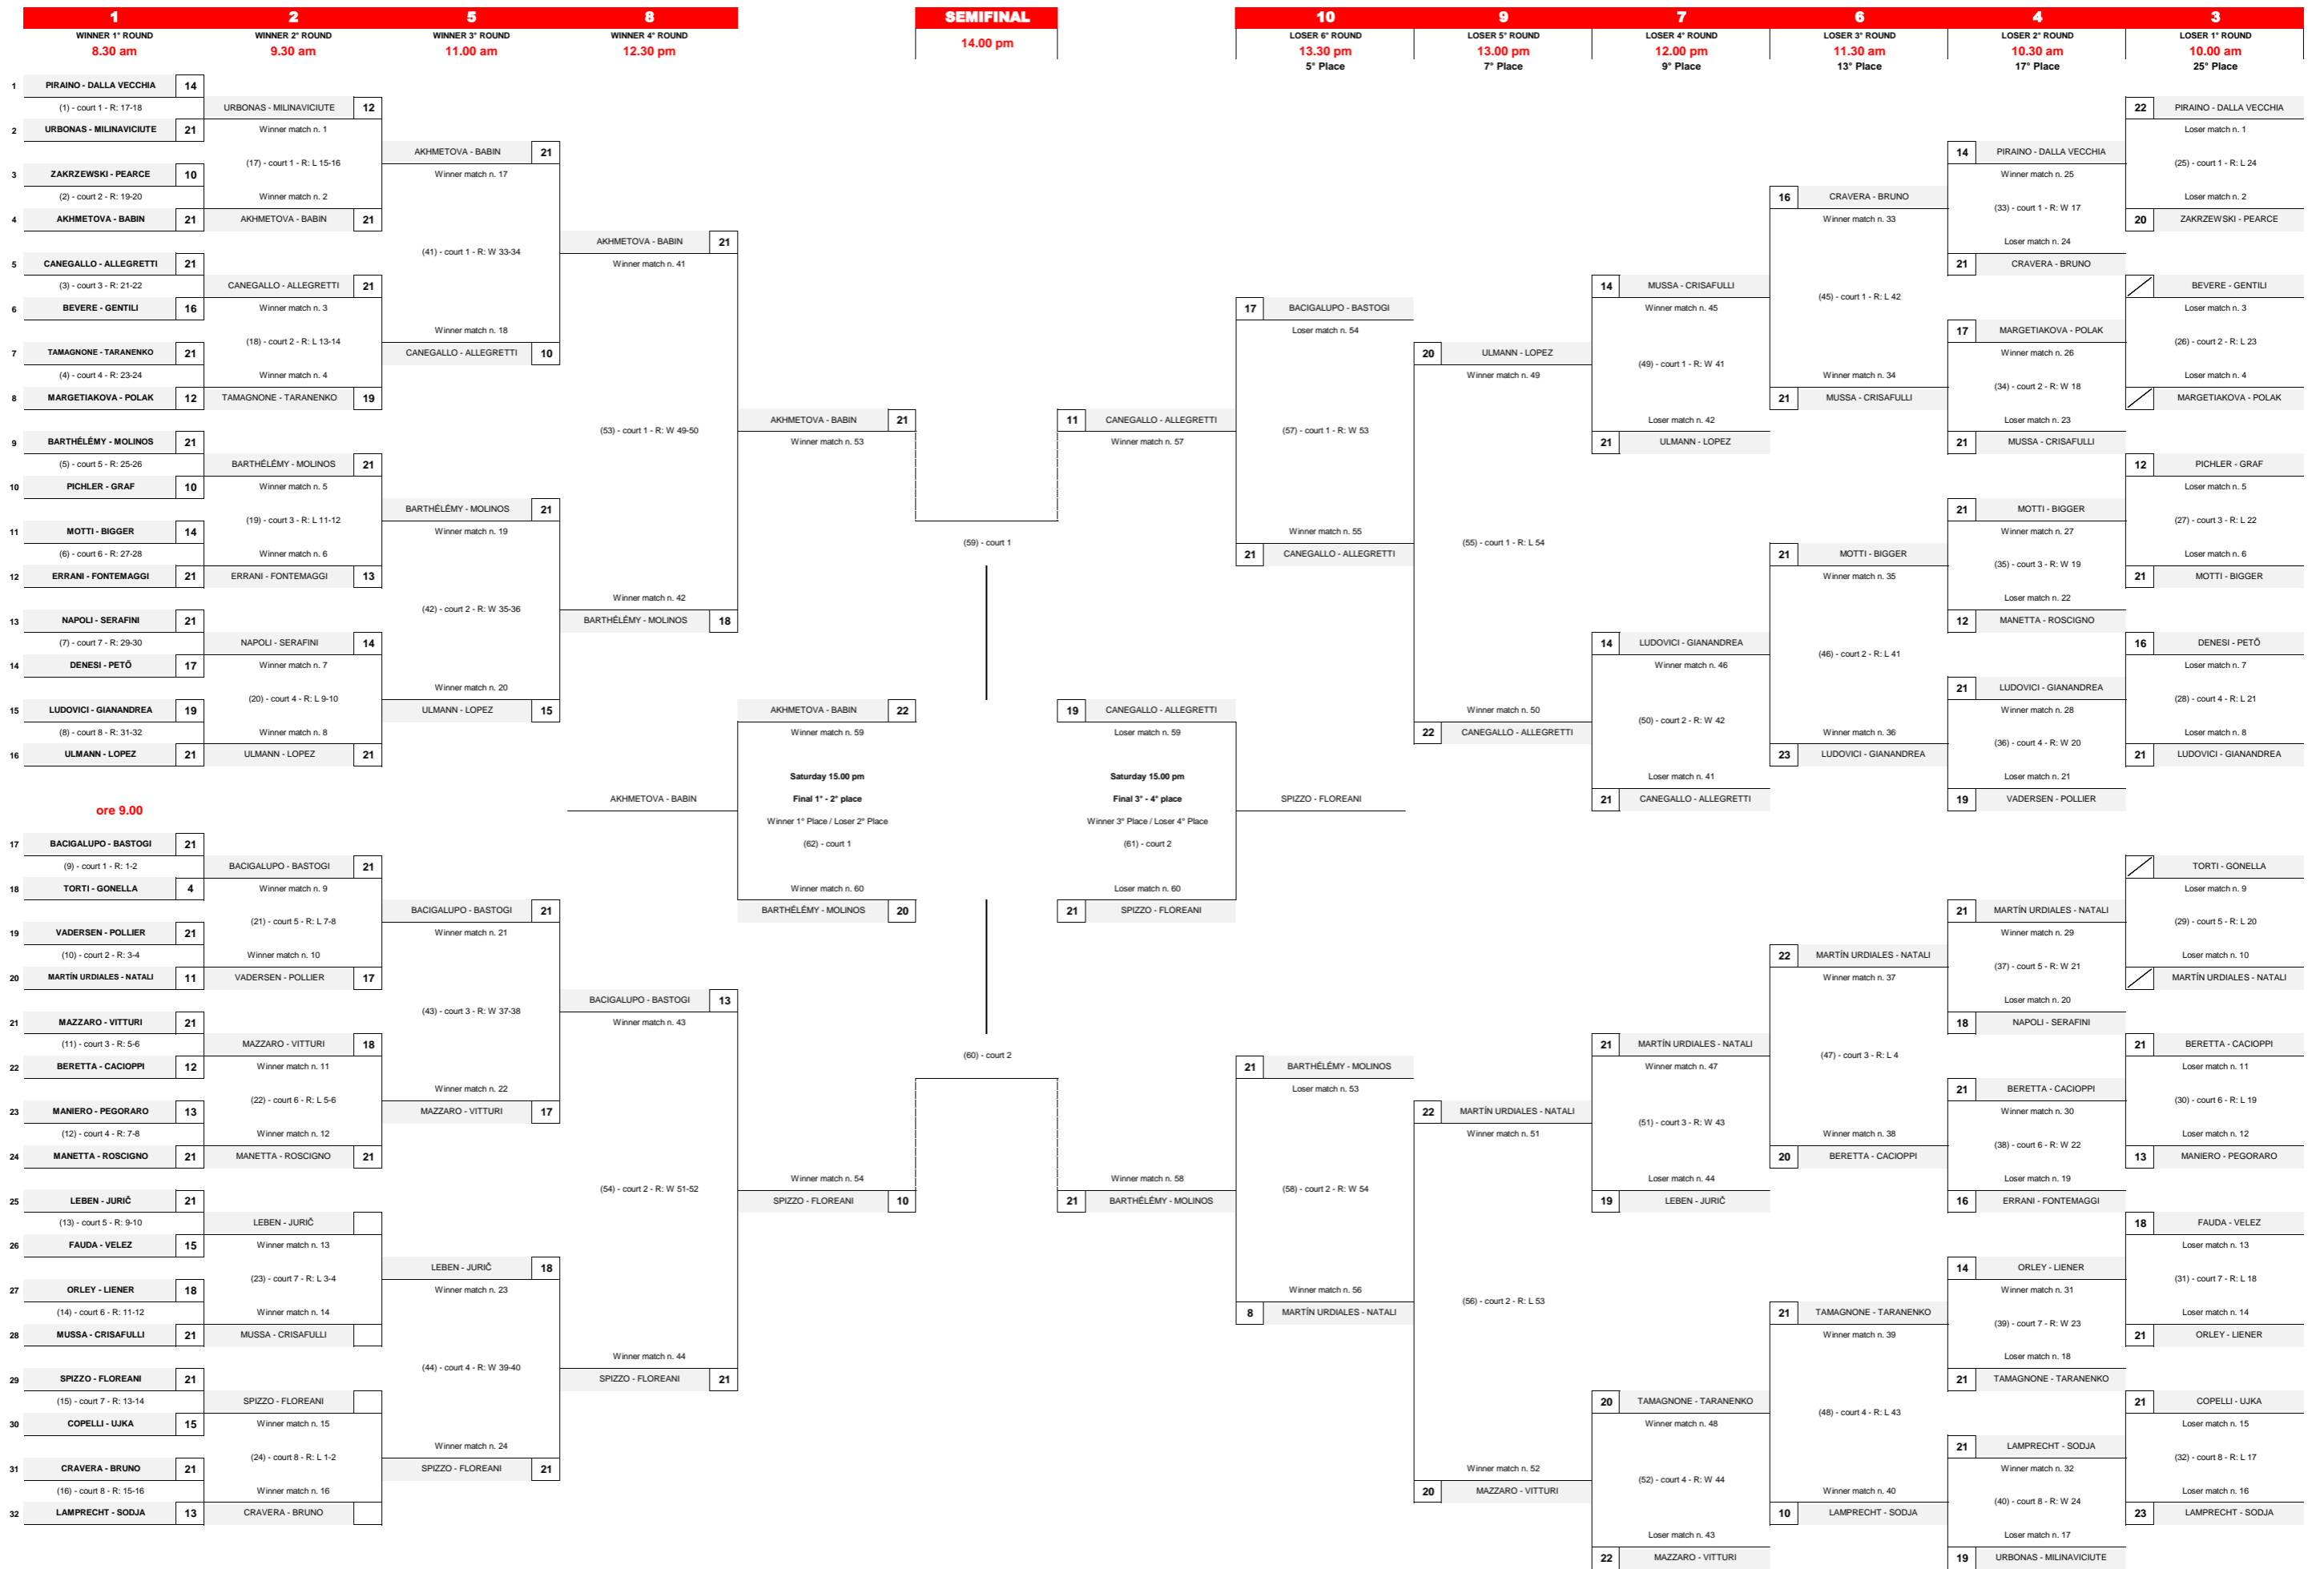 1 2 5 8 SEMIFINAL 10 9 7 6 4 3
WINNER 1° ROUND WINNER 2° ROUND WINNER 3° ROUND WINNER 4° ROUND LOSER 6° ROUND LOSER 5° ROUND LOSER 4° ROUND LOSER 3° ROUND LOSER 2° ROUND LOSER 1° ROUND
8.30 am 9.30 am 11.00 am 12.30 pm 14.00 pm 13.30 pm 13.00 pm 12.00 pm 11.30 am 10.30 am 10.00 am
5° Place 7° Place 9° Place 13° Place 17° Place 25° Place
1 PIRAINO - DALLA VECCHIA 14
(1) - court 1 - R: 17-18
2 URBONAS - MILINAVICIUTE 21
3 ZAKRZEWSKI - PEARCE 10
(2) - court 2 - R: 19-20
4 AKHMETOVA - BABIN 21
5 CANEGALLO - ALLEGRETTI 21
(3) - court 3 - R: 21-22
6 BEVERE - GENTILI 16
7 TAMAGNONE - TARANENKO 21
(4) - court 4 - R: 23-24
8 MARGETIAKOVA - POLAK 12
9 BARTHÉLÉMY - MOLINOS 21
(5) - court 5 - R: 25-26
10 PICHLER - GRAF 10
11 MOTTI - BIGGER 14
(6) - court 6 - R: 27-28
12 ERRANI - FONTEMAGGI 21
13 NAPOLI - SERAFINI 21
(7) - court 7 - R: 29-30
14 DENESI - PETŐ 17
15 LUDOVICI - GIANANDREA 19
(8) - court 8 - R: 31-32
16 ULMANN - LOPEZ 21
ore 9.00
17 BACIGALUPO - BASTOGI 21
(9) - court 1 - R: 1-2
18 TORTI - GONELLA 4
19 VADERSEN - POLLIER 21
(10) - court 2 - R: 3-4
20 MARTÍN URDIALES - NATALI 11
21 MAZZARO - VITTURI 21
(11) - court 3 - R: 5-6
22 BERETTA - CACIOPPI 12
23 MANIERO - PEGORARO 13
(12) - court 4 - R: 7-8
24 MANETTA - ROSCIGNO 21
25 LEBEN - JURIČ 21
(13) - court 5 - R: 9-10
26 FAUDA - VELEZ 15
27 ORLEY - LIENER 18
(14) - court 6 - R: 11-12
28 MUSSA - CRISAFULLI 21
29 SPIZZO - FLOREANI 21
(15) - court 7 - R: 13-14
30 COPELLI - UJKA 15
31 CRAVERA - BRUNO 21
(16) - court 8 - R: 15-16
32 LAMPRECHT - SODJA 13
URBONAS - MILINAVICIUTE 12
Winner match n. 1
(17) - court 1 - R: L 15-16
Winner match n. 2
AKHMETOVA - BABIN 21
CANEGALLO - ALLEGRETTI 21
Winner match n. 3
(18) - court 2 - R: L 13-14
Winner match n. 4
TAMAGNONE - TARANENKO 19
BARTHÉLÉMY - MOLINOS 21
Winner match n. 5
(19) - court 3 - R: L 11-12
Winner match n. 6
ERRANI - FONTEMAGGI 13
NAPOLI - SERAFINI 14
Winner match n. 7
(20) - court 4 - R: L 9-10
Winner match n. 8
ULMANN - LOPEZ 21
BACIGALUPO - BASTOGI 21
Winner match n. 9
(21) - court 5 - R: L 7-8
Winner match n. 10
VADERSEN - POLLIER 17
MAZZARO - VITTURI 18
Winner match n. 11
(22) - court 6 - R: L 5-6
Winner match n. 12
MANETTA - ROSCIGNO 21
LEBEN - JURIČ
Winner match n. 13
(23) - court 7 - R: L 3-4
Winner match n. 14
MUSSA - CRISAFULLI
SPIZZO - FLOREANI
Winner match n. 15
(24) - court 8 - R: L 1-2
Winner match n. 16
CRAVERA - BRUNO
AKHMETOVA - BABIN 21
Winner match n. 17
(41) - court 1 - R: W 33-34
Winner match n. 18
CANEGALLO - ALLEGRETTI 10
BARTHÉLÉMY - MOLINOS 21
Winner match n. 19
(42) - court 2 - R: W 35-36
Winner match n. 20
ULMANN - LOPEZ 15
BACIGALUPO - BASTOGI 21
Winner match n. 21
(43) - court 3 - R: W 37-38
Winner match n. 22
MAZZARO - VITTURI 17
LEBEN - JURIČ 18
Winner match n. 23
(44) - court 4 - R: W 39-40
Winner match n. 24
SPIZZO - FLOREANI 21
AKHMETOVA - BABIN 21
Winner match n. 41
(53) - court 1 - R: W 49-50
Winner match n. 42
BARTHÉLÉMY - MOLINOS 18
AKHMETOVA - BABIN
BACIGALUPO - BASTOGI 13
Winner match n. 43
(54) - court 2 - R: W 51-52
Winner match n. 44
SPIZZO - FLOREANI 21
AKHMETOVA - BABIN 21
Winner match n. 53
AKHMETOVA - BABIN 22
Winner match n. 59
Saturday 15.00 pm
Final 1° - 2° place
Winner 1° Place / Loser 2° Place
(62) - court 1
Winner match n. 60
BARTHÉLÉMY - MOLINOS 20
Winner match n. 54
SPIZZO - FLOREANI 10
(59) - court 1
(60) - court 2
11 CANEGALLO - ALLEGRETTI
Winner match n. 57
19 CANEGALLO - ALLEGRETTI
Loser match n. 59
Saturday 15.00 pm
Final 3° - 4° place
Winner 3° Place / Loser 4° Place
(61) - court 2
Loser match n. 60
21 SPIZZO - FLOREANI
Winner match n. 58
21 BARTHÉLÉMY - MOLINOS
17 BACIGALUPO - BASTOGI
Loser match n. 54
(57) - court 1 - R: W 53
Winner match n. 55
21 CANEGALLO - ALLEGRETTI
SPIZZO - FLOREANI
21 BARTHÉLÉMY - MOLINOS
Loser match n. 53
(58) - court 2 - R: W 54
Winner match n. 56
8 MARTÍN URDIALES - NATALI
20 ULMANN - LOPEZ
Winner match n. 49
(55) - court 1 - R: L 54
Winner match n. 50
22 CANEGALLO - ALLEGRETTI
22 MARTÍN URDIALES - NATALI
Winner match n. 51
(56) - court 2 - R: L 53
Winner match n. 52
20 MAZZARO - VITTURI
14 MUSSA - CRISAFULLI
Winner match n. 45
(49) - court 1 - R: W 41
Loser match n. 42
21 ULMANN - LOPEZ
14 LUDOVICI - GIANANDREA
Winner match n. 46
(50) - court 2 - R: W 42
Loser match n. 41
21 CANEGALLO - ALLEGRETTI
21 MARTÍN URDIALES - NATALI
Winner match n. 47
(51) - court 3 - R: W 43
Loser match n. 44
19 LEBEN - JURIČ
20 TAMAGNONE - TARANENKO
Winner match n. 48
(52) - court 4 - R: W 44
Loser match n. 43
22 MAZZARO - VITTURI
16 CRAVERA - BRUNO
Winner match n. 33
(45) - court 1 - R: L 42
Winner match n. 34
21 MUSSA - CRISAFULLI
21 MOTTI - BIGGER
Winner match n. 35
(46) - court 2 - R: L 41
Winner match n. 36
23 LUDOVICI - GIANANDREA
22 MARTÍN URDIALES - NATALI
Winner match n. 37
(47) - court 3 - R: L 4
Winner match n. 38
20 BERETTA - CACIOPPI
21 TAMAGNONE - TARANENKO
Winner match n. 39
(48) - court 4 - R: L 43
Winner match n. 40
10 LAMPRECHT - SODJA
14 PIRAINO - DALLA VECCHIA
Winner match n. 25
(33) - court 1 - R: W 17
Loser match n. 24
21 CRAVERA - BRUNO
17 MARGETIAKOVA - POLAK
Winner match n. 26
(34) - court 2 - R: W 18
Loser match n. 23
21 MUSSA - CRISAFULLI
21 MOTTI - BIGGER
Winner match n. 27
(35) - court 3 - R: W 19
Loser match n. 22
12 MANETTA - ROSCIGNO
21 LUDOVICI - GIANANDREA
Winner match n. 28
(36) - court 4 - R: W 20
Loser match n. 21
19 VADERSEN - POLLIER
21 MARTÍN URDIALES - NATALI
Winner match n. 29
(37) - court 5 - R: W 21
Loser match n. 20
18 NAPOLI - SERAFINI
21 BERETTA - CACIOPPI
Winner match n. 30
(38) - court 6 - R: W 22
Loser match n. 19
16 ERRANI - FONTEMAGGI
14 ORLEY - LIENER
Winner match n. 31
(39) - court 7 - R: W 23
Loser match n. 18
21 TAMAGNONE - TARANENKO
21 LAMPRECHT - SODJA
Winner match n. 32
(40) - court 8 - R: W 24
Loser match n. 17
19 URBONAS - MILINAVICIUTE
22 PIRAINO - DALLA VECCHIA
Loser match n. 1
(25) - court 1 - R: L 24
Loser match n. 2
20 ZAKRZEWSKI - PEARCE
BEVERE - GENTILI
Loser match n. 3
(26) - court 2 - R: L 23
Loser match n. 4
MARGETIAKOVA - POLAK
12 PICHLER - GRAF
Loser match n. 5
(27) - court 3 - R: L 22
Loser match n. 6
21 MOTTI - BIGGER
16 DENESI - PETŐ
Loser match n. 7
(28) - court 4 - R: L 21
Loser match n. 8
21 LUDOVICI - GIANANDREA
TORTI - GONELLA
Loser match n. 9
(29) - court 5 - R: L 20
Loser match n. 10
MARTÍN URDIALES - NATALI
21 BERETTA - CACIOPPI
Loser match n. 11
(30) - court 6 - R: L 19
Loser match n. 12
13 MANIERO - PEGORARO
18 FAUDA - VELEZ
Loser match n. 13
(31) - court 7 - R: L 18
Loser match n. 14
21 ORLEY - LIENER
21 COPELLI - UJKA
Loser match n. 15
(32) - court 8 - R: L 17
Loser match n. 16
23 LAMPRECHT - SODJA